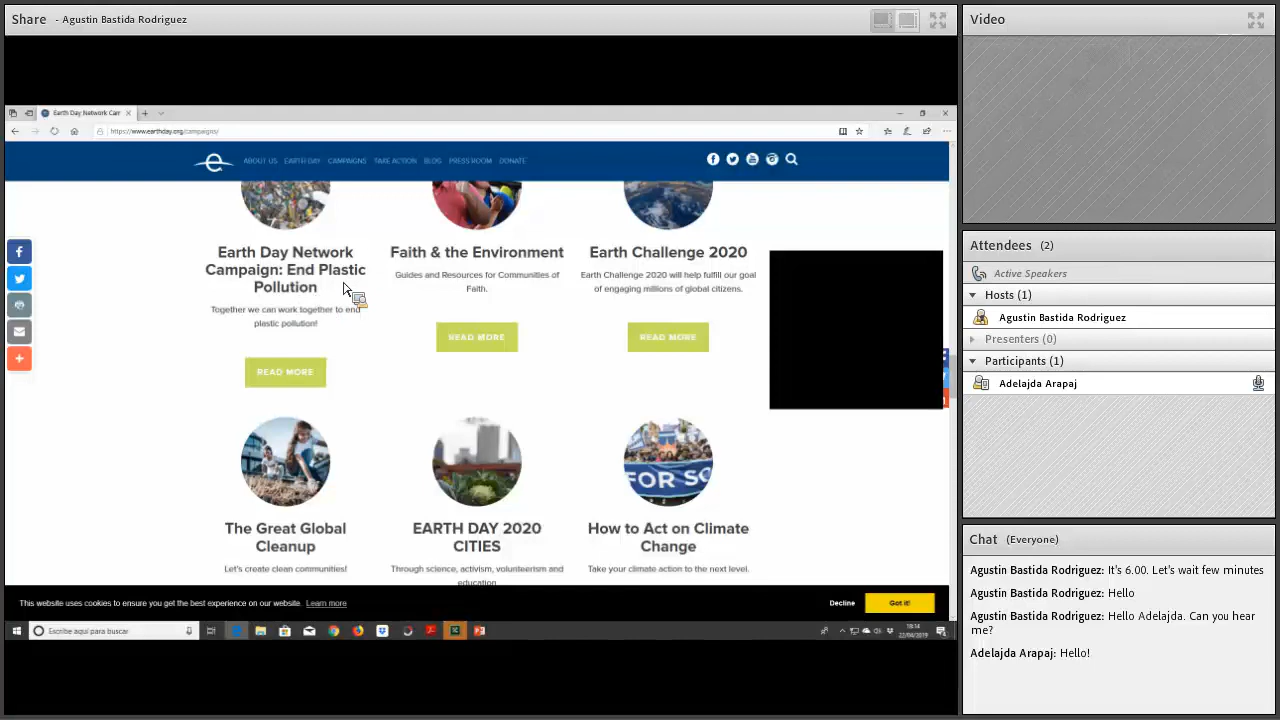 Share - Agustin Bastida Rodriguez
Earth Day Network Carr
https://www.earthday.org/campaigns/
ABOUT US EARTH DAY CAMPAIGNS TAKE ACTION BLOG PRESS ROOM DONATE
Earth Day Network
Campaign: End Plastic
Pollution
Together we can work together to end
plastic pollution!
READ MORE
Faith & the Environment
Guides and Resources for Communities of
Faith.
READ MORE
Earth Challenge 2020
Earth Challenge 2020 will help fulfill our goal
of engaging millions of global citizens.
READ MORE
The Great Global
Cleanup
Let's create clean communities!
EARTH DAY 2020
CITIES
Through science, activism, volunteerism and
education
FOR SC
How to Act on Climate
Change
Take your climate action to the next level.
This website uses cookies to ensure you get the best experience on our website. Learn more
Decline
Got it!
Escribe aquí para buscar
18:14
22/04/2019
Video
Attendees (2)
Active Speakers
Hosts (1)
Agustin Bastida Rodriguez
Presenters (0)
Participants (1)
Adelajda Arapaj
Chat (Everyone)
Agustin Bastida Rodriguez: It's 6.00. Let's wait few minutes
Agustin Bastida Rodriguez: Hello
Agustin Bastida Rodriguez: Hello Adelajda Can you hear
me?
Adelajda Arapaj: Hello!